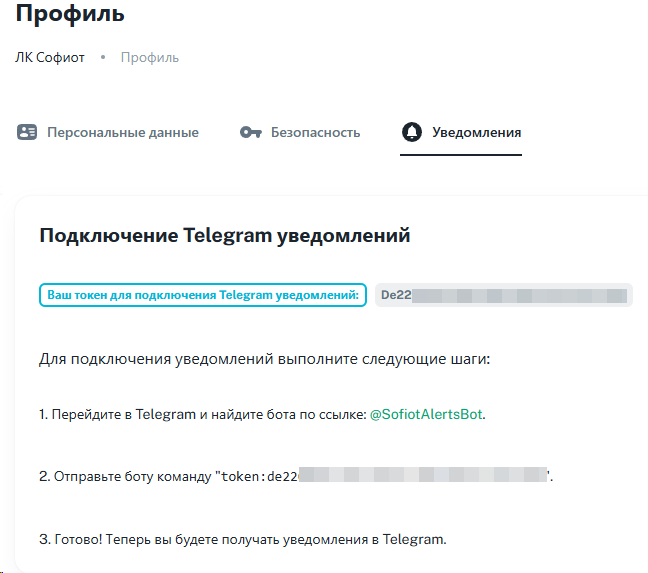 Профиль
ЛК Софиот • Профиль
Персональные данные Безопасность Уведомления
Подключение Telegram уведомлений
Ваш токен для подключения Telegram уведомлений: De22
Для подключения уведомлений выполните следующие шаги:
1. Перейдите в Telegram и найдите бота по ссылке: @SofiotAlertsBot.
2. Отправьте боту команду "token:de22 ".
3. Готово! Теперь вы будете получать уведомления в Telegram.